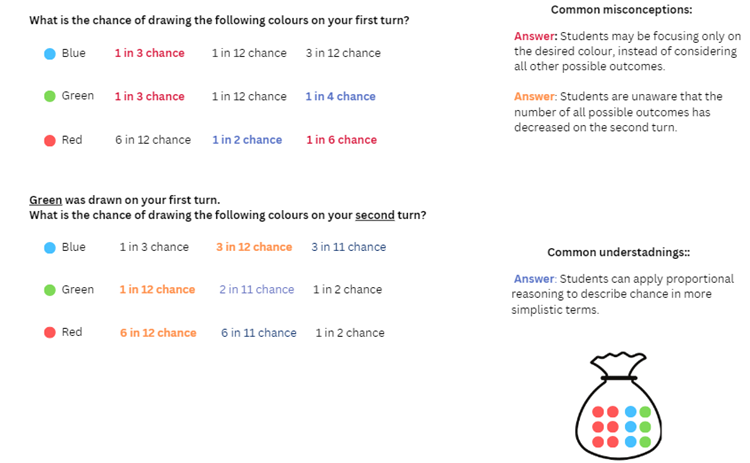 What is the chance of drawing the following colours on your first turn?
Blue 1 in 3 chance 1 in 12 chance 3 in 12 chance
Green 1 in 3 chance 1 in 12 chance 1 in 4 chance
Red 6 in 12 chance 1 in 2 chance 1 in 6 chance
Green was drawn on your first turn.
What is the chance of drawing the following colours on your second turn?
Blue 1 in 3 chance 3 in 12 chance 3 in 11 chance
Green 1 in 12 chance 2 in 11 chance 1 in 2 chance
Red 6 in 12 chance 6 in 11 chance 1 in 2 chance
Common misconceptions:
Answer: Students may be focusing only on
the desired colour, instead of considering
all other possible outcomes.
Answer: Students are unaware that the
number of all possible outcomes has
decreased on the second turn.
Common understadnings::
Answer: Students can apply proportional
reasoning to describe chance in more
simplistic terms.